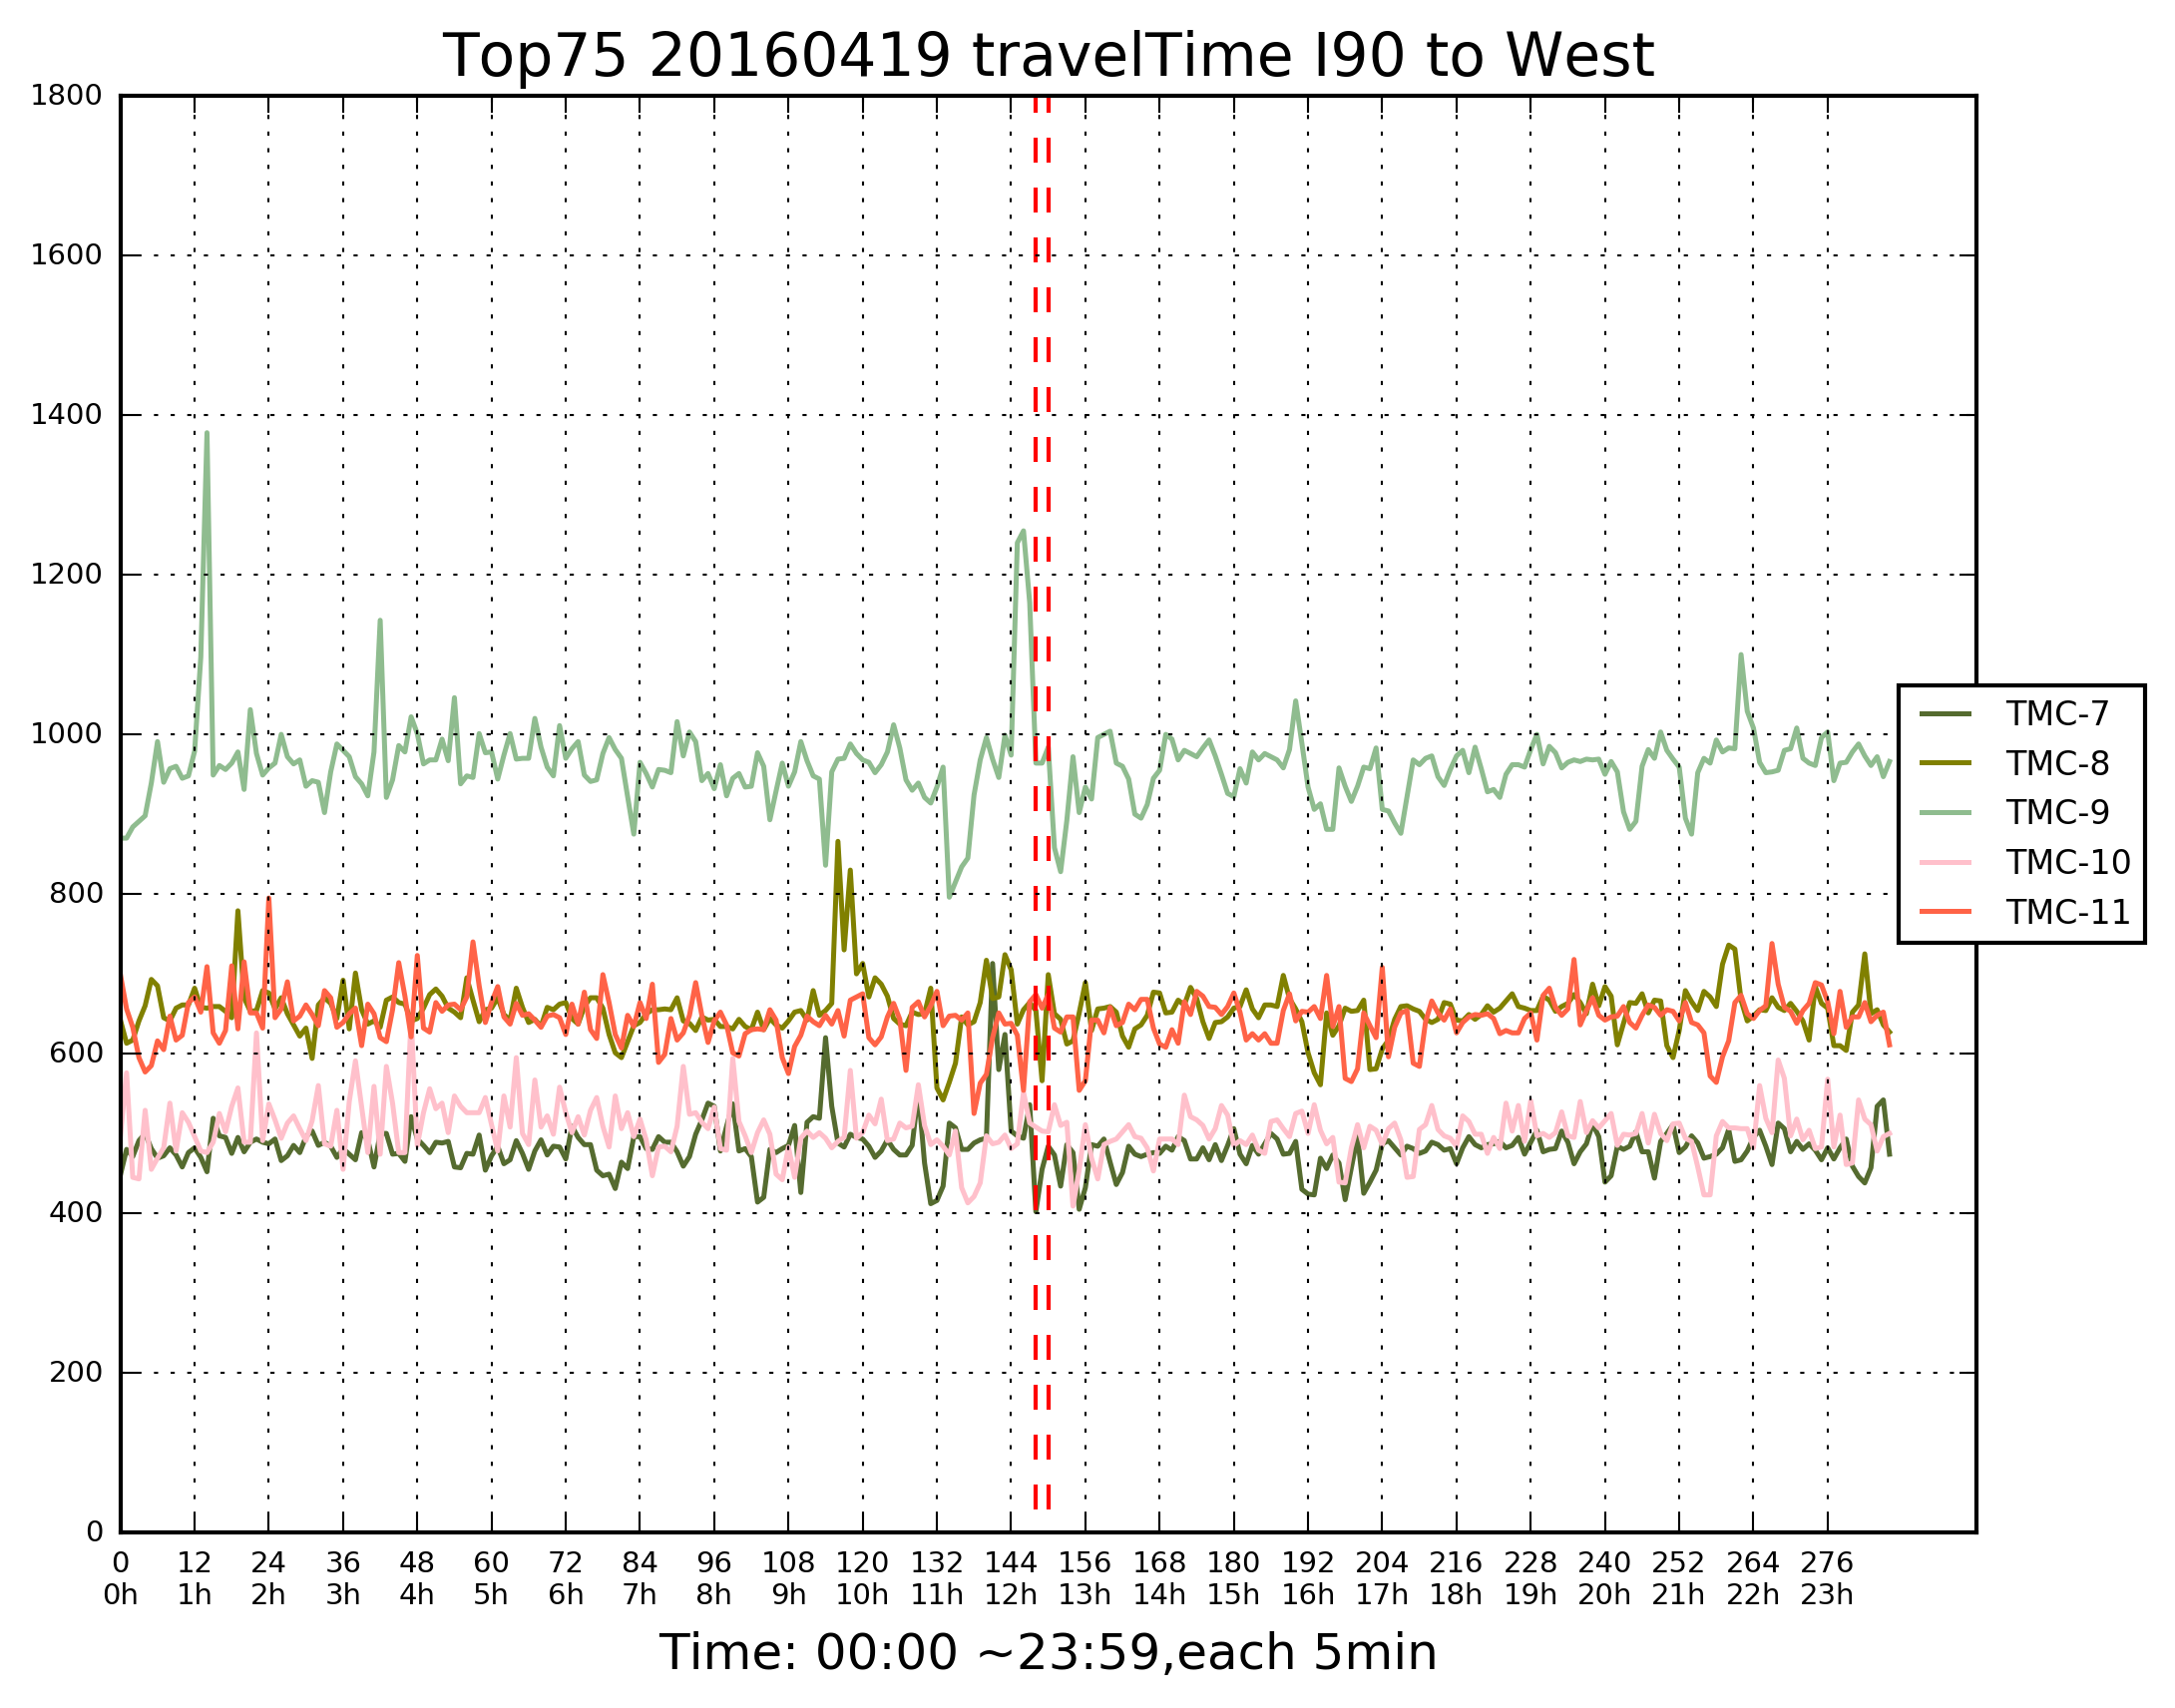 Top75 20160419 travelTime I90 to West
1800
1600
1400
1200
1000
800
600
400
200
0
TMC-7
TMC-8
TMC-9
TMC-10
TMC-11
0 12 24 36 48 60 72 84 96 108 120 132 144 156 168 180 192 204 216 228 240 252 264 276
0h 1h 2h 3h 4h 5h 6h 7h 8h 9h 10h 11h 12h 13h 14h 15h 16h 17h 18h 19h 20h 21h 22h 23h
Time: 00:00 ~23:59,each 5min